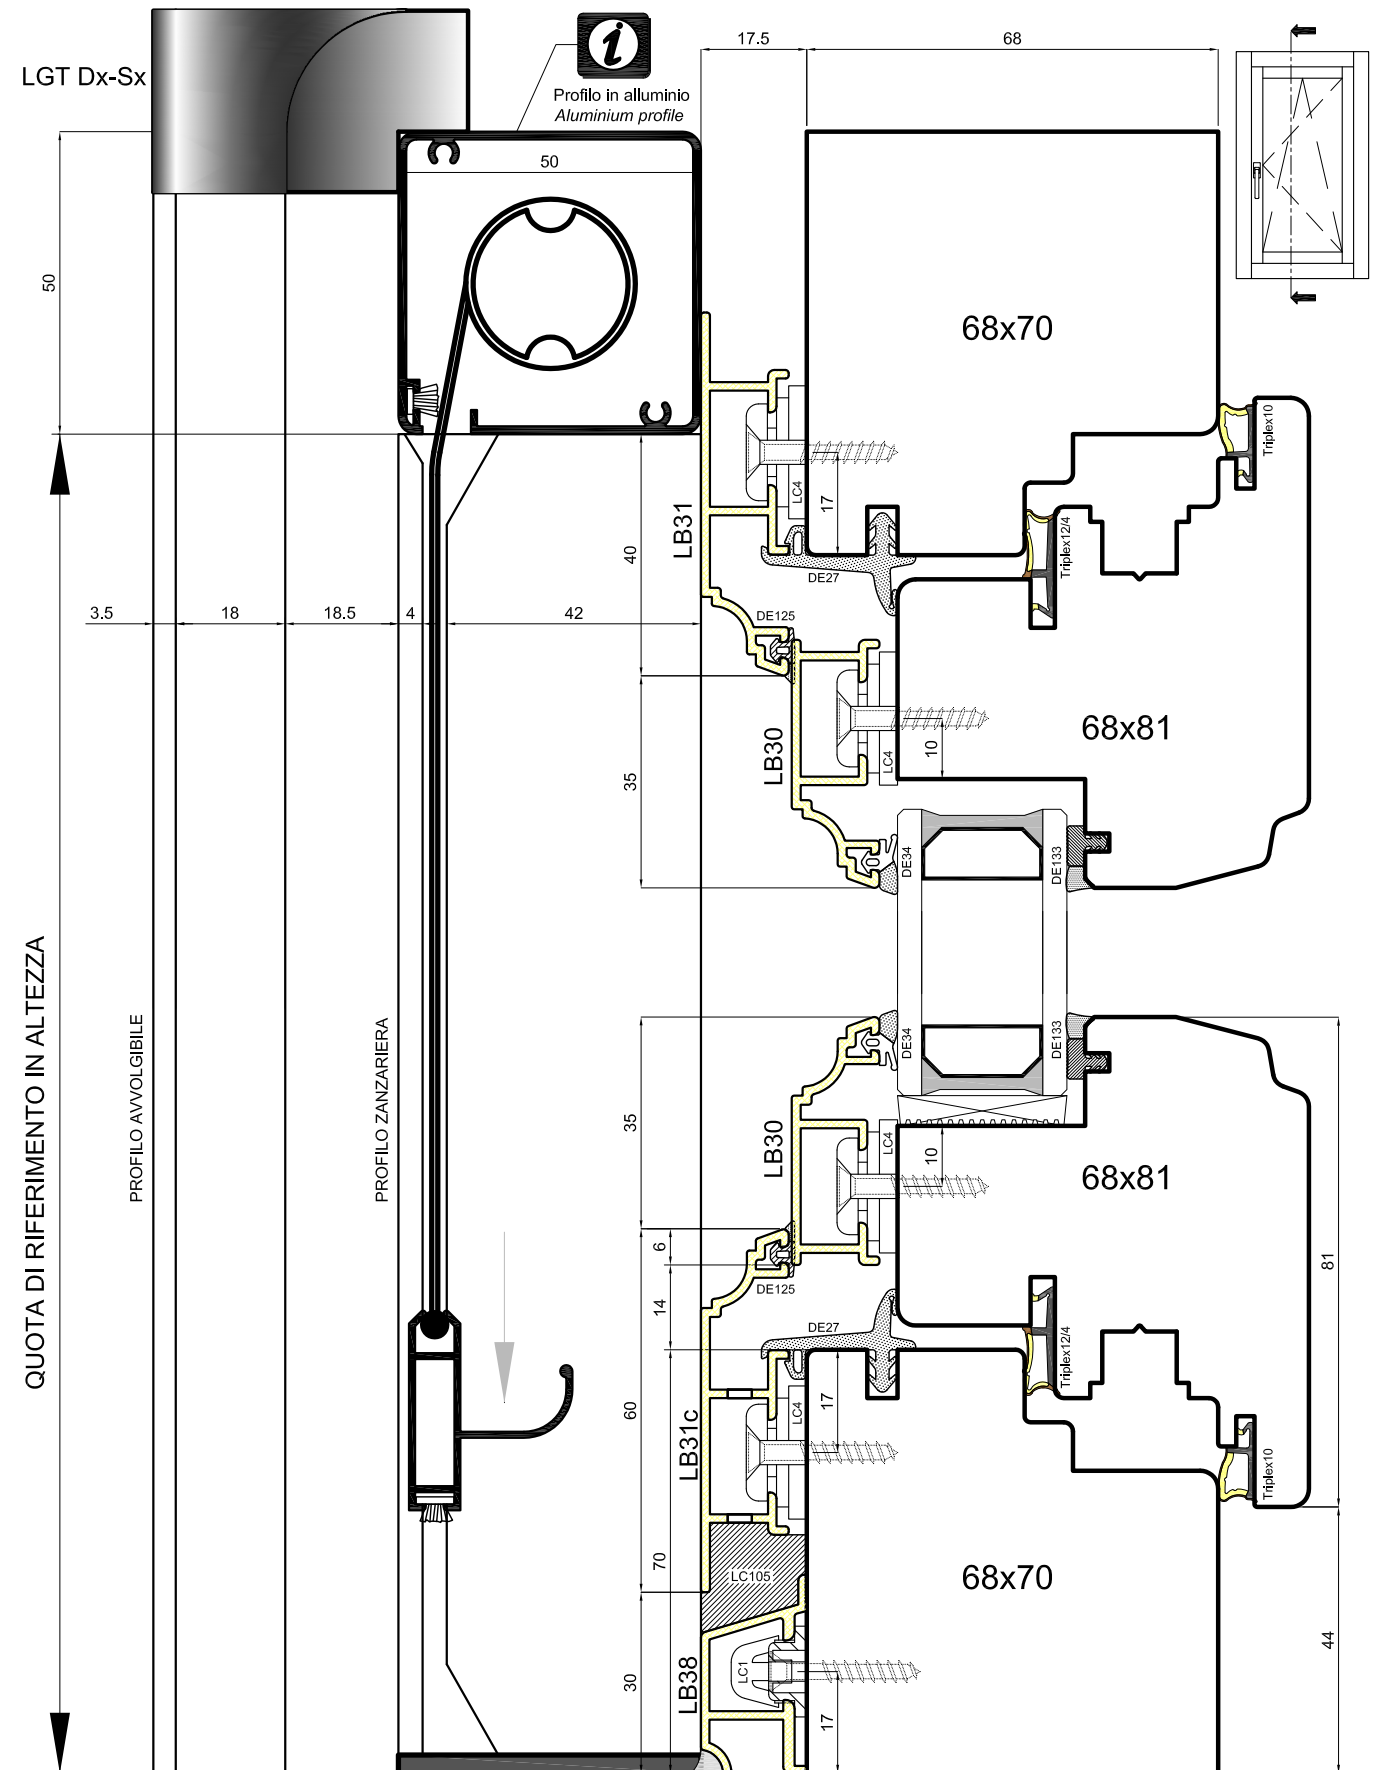 LGT Dx-Sx
i
Profilo in alluminio
Aluminium profile
17.5
68
50
50
68x70
Triplex10
LC4
17
LB31
Triplex12/4
40
DE27
3.5
18
18.5
4
42
DE125
68x81
LB30
10
LC4
35
DE34
DE133
QUOTA DI RIFERIMENTO IN ALTEZZA
PROFILO AVVOLGIBILE
PROFILO ZANZARIERA
DE34
DE133
35
LB30
LC4
10
68x81
6
81
DE125
14
DE27
Triplex12/4
60
LB31c
LC4
17
Triplex10
70
LC105
68x70
44
30
LB38
LC1
17